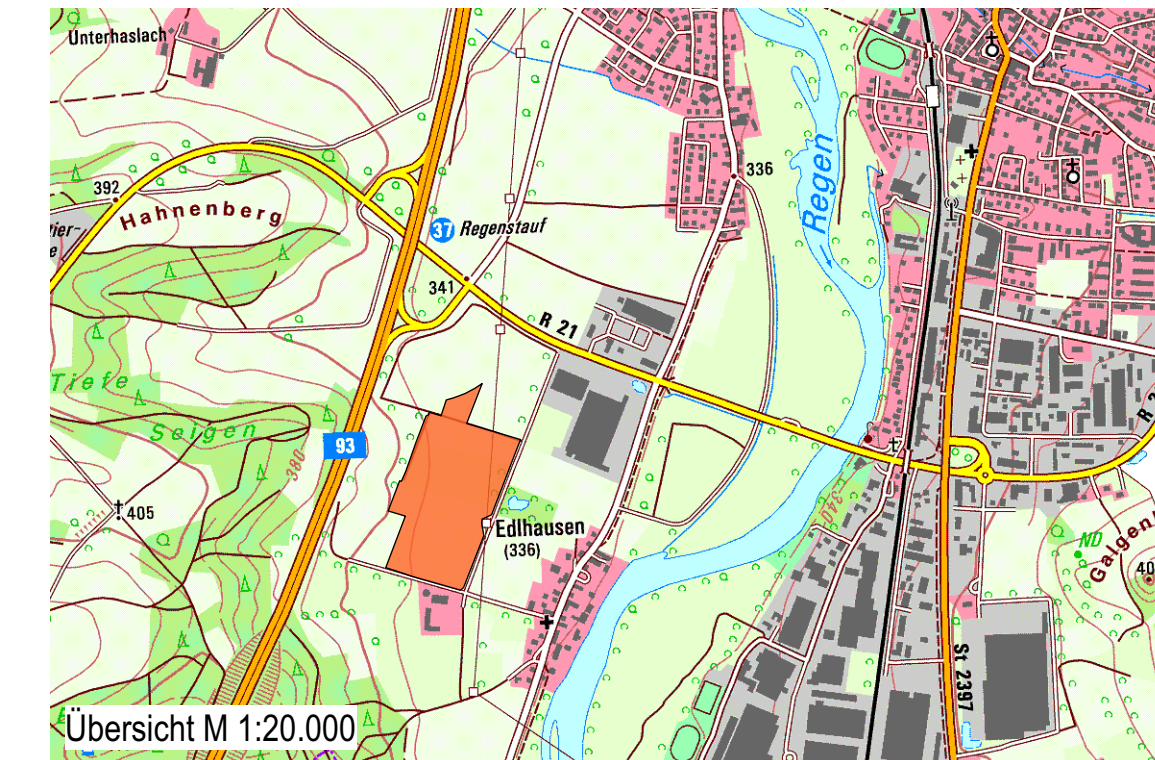 Unterhaslach
392
Hahnenberg
37 Regenstauf
336
Regen
341
R 21
Tiefe
Seigen
380
93
405
Edlhausen
(336)
340
ND
St 2397
Übersicht M 1:20.000